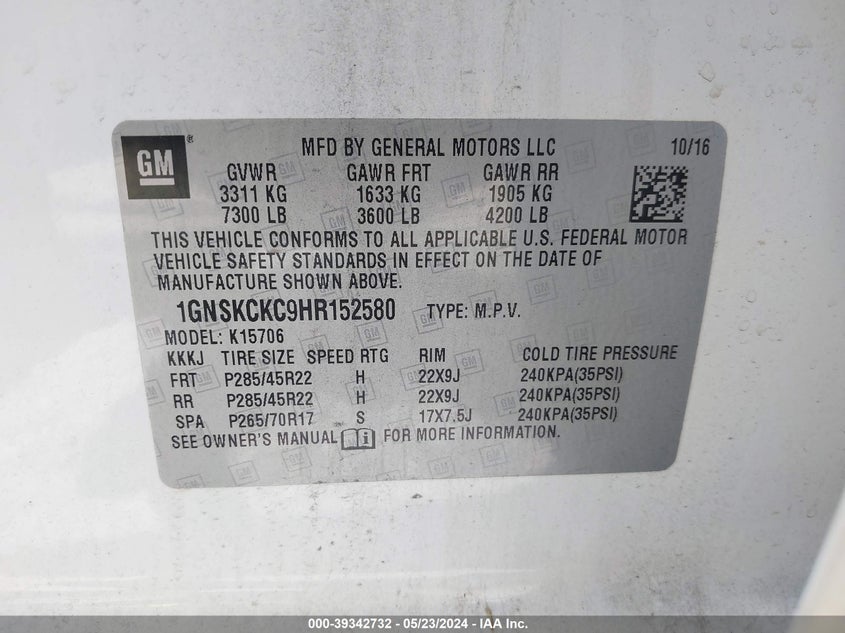 GM® MFD BY GENERAL MOTORS LLC 10/16
GVWR GAWR FRT GAWR RR
3311 KG 1633 KG 1905 KG
7300 LB 3600 LB 4200 LB
THIS VEHICLE CONFORMS TO ALL APPLICABLE U.S. FEDERAL MOTOR
VEHICLE SAFETY STANDARDS IN EFFECT ON THE DATE OF
MANUFACTURE SHOWN ABOVE.
1GNSKCKC9HR152580 TYPE: M.P.V.
MODEL: K15706
KKKJ TIRE SIZE SPEED RTG RIM COLD TIRE PRESSURE
FRT P285/45R22 H 22X9J 240KPA(35PSI)
RR P285/45R22 H 22X9J 240KPA(35PSI)
SPA P265/70R17 S 17X7.5J 240KPA(35PSI)
SEE OWNER'S MANUAL FOR MORE INFORMATION.
000-39342732 - 05/23/2024 - IAA Inc.